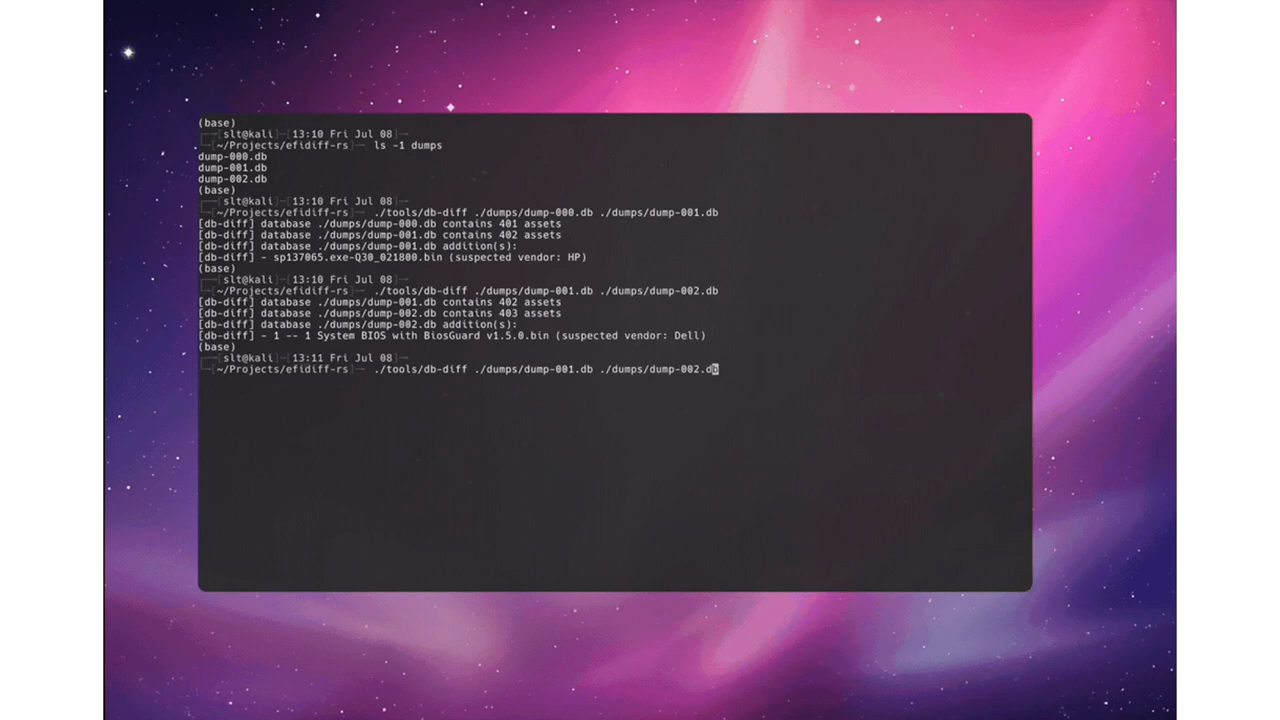 (base)
┌──[slt@kali]─[13:10 Fri Jul 08]─
└─[~/Projects/efidiff-rs]─ ls -1 dumps
dump-000.db
dump-001.db
dump-002.db
(base)
┌──[slt@kali]─[13:10 Fri Jul 08]─
└─[~/Projects/efidiff-rs]─ ./tools/db-diff ./dumps/dump-000.db ./dumps/dump-001.db
[db-diff] database ./dumps/dump-000.db contains 401 assets
[db-diff] database ./dumps/dump-001.db contains 402 assets
[db-diff] database ./dumps/dump-001.db addition(s):
[db-diff] - sp137065.exe-Q30_021800.bin (suspected vendor: HP)
(base)
┌──[slt@kali]─[13:10 Fri Jul 08]─
└─[~/Projects/efidiff-rs]─ ./tools/db-diff ./dumps/dump-001.db ./dumps/dump-002.db
[db-diff] database ./dumps/dump-001.db contains 402 assets
[db-diff] database ./dumps/dump-002.db contains 403 assets
[db-diff] database ./dumps/dump-002.db addition(s):
[db-diff] - 1 -- 1 System BIOS with BiosGuard v1.5.0.bin (suspected vendor: Dell)
(base)
┌──[slt@kali]─[13:11 Fri Jul 08]─
└─[~/Projects/efidiff-rs]─ ./tools/db-diff ./dumps/dump-001.db ./dumps/dump-002.db